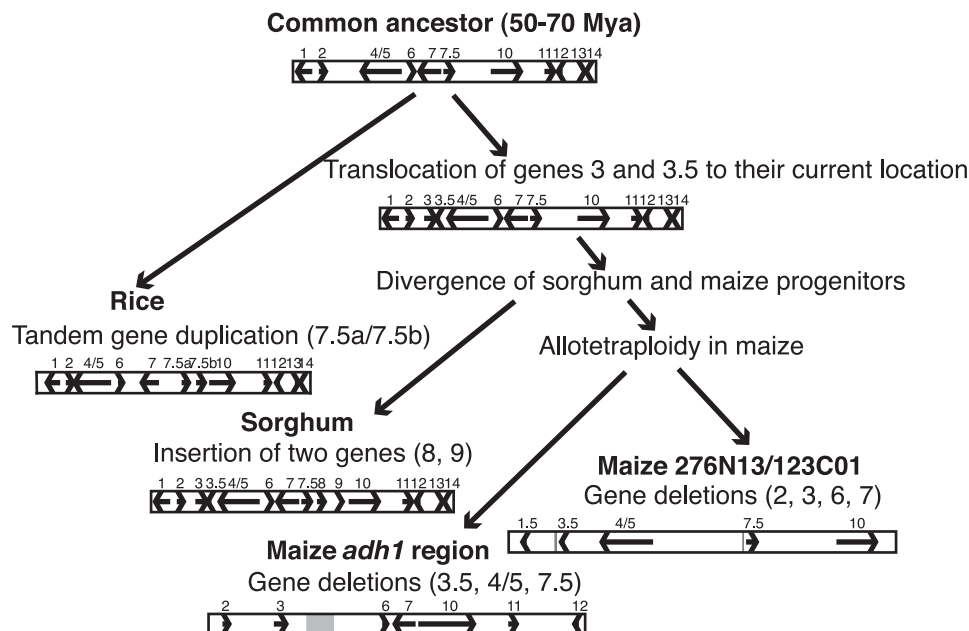 Common ancestor (50-70 Mya)
1 2 4/5 6 7 7.5 10 11 12 13 14
Translocation of genes 3 and 3.5 to their current location
1 2 3 3.5 4/5 6 7 7.5 10 11 12 13 14
Divergence of sorghum and maize progenitors
Rice
Tandem gene duplication (7.5a/7.5b)
1 2 4/5 6 7 7.5a 7.5b 10 11 12 13 14
Allotetraploidy in maize
Sorghum
Insertion of two genes (8, 9)
1 2 3 3.5 4/5 6 7 7.5 8 9 10 11 12 13 14
Maize 276N13/123C01
Gene deletions (2, 3, 6, 7)
1.5 3.5 4/5 7.5 10
Maize adh1 region
Gene deletions (3.5, 4/5, 7.5)
2 3 6 7 10 11 12